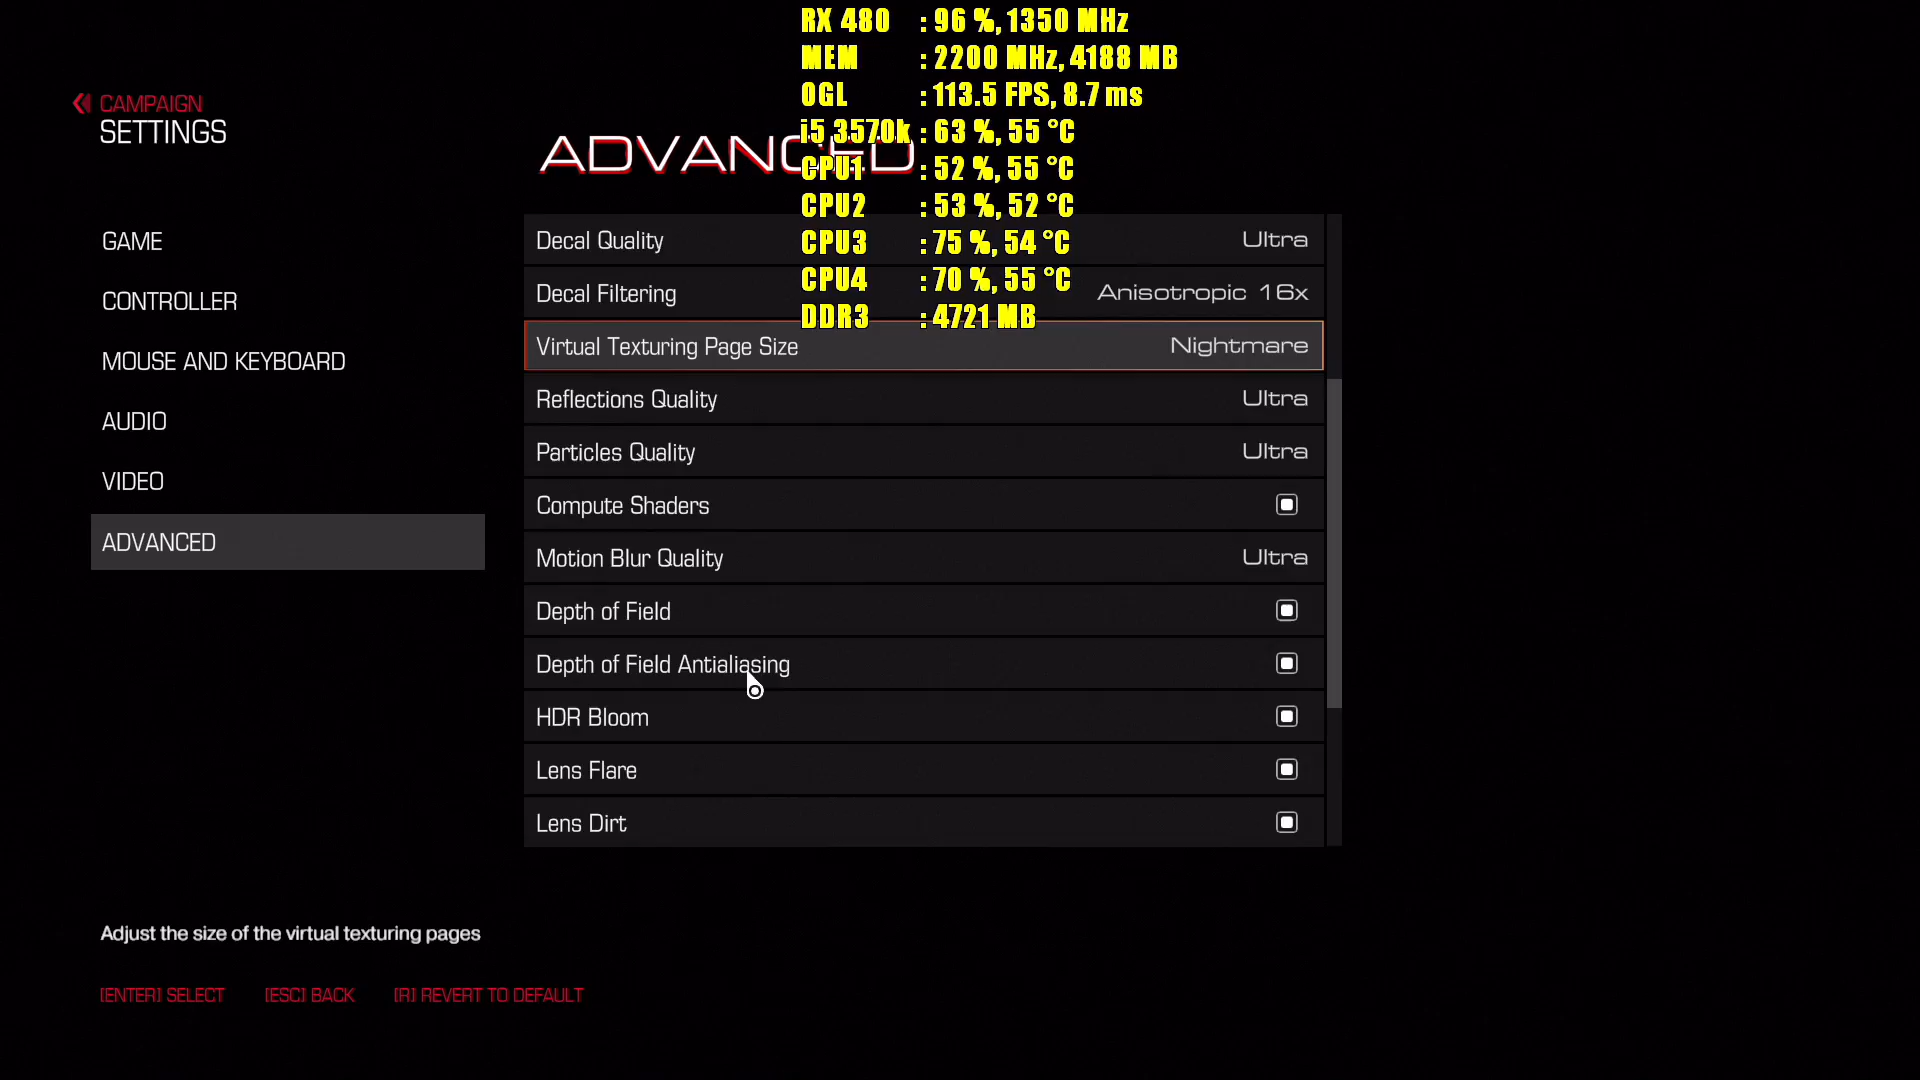 RX 480 : 96 %, 1350 MHz
MEM : 2200 MHz, 4188 MB
OGL : 113.5 FPS, 8.7 ms
i5 3570k : 63 %, 55 °C
CPU1 : 52 %, 55 °C
CPU2 : 53 %, 52 °C
CPU3 : 75 %, 54 °C
CPU4 : 70 %, 55 °C
DDR3 : 4721 MB
CAMPAIGN
SETTINGS
GAME
CONTROLLER
MOUSE AND KEYBOARD
AUDIO
VIDEO
ADVANCED
ADVANCED
Decal Quality Ultra
Decal Filtering Anisotropic 16x
Virtual Texturing Page Size Nightmare
Reflections Quality Ultra
Particles Quality Ultra
Compute Shaders
Motion Blur Quality Ultra
Depth of Field
Depth of Field Antialiasing
HDR Bloom
Lens Flare
Lens Dirt
Adjust the size of the virtual texturing pages
[ENTER] SELECT [ESC] BACK [R] REVERT TO DEFAULT